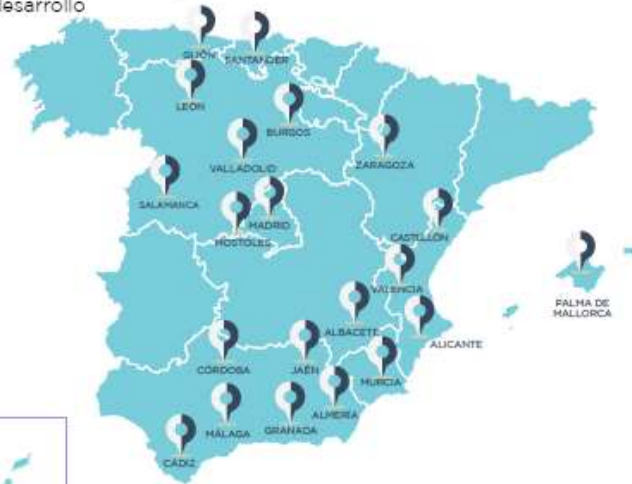 desarrollo
GIJÓN
SANTANDER
LEÓN
BURGOS
VALLADOLID
ZARAGOZA
SALAMANCA
MADRID
MÓSTOLES
CASTELLÓN
VALENCIA
PALMA DE
MALLORCA
ALBACETE
ALICANTE
CÓRDOBA
JAÉN
MURCIA
ALMERÍA
MÁLAGA
GRANADA
CÁDIZ